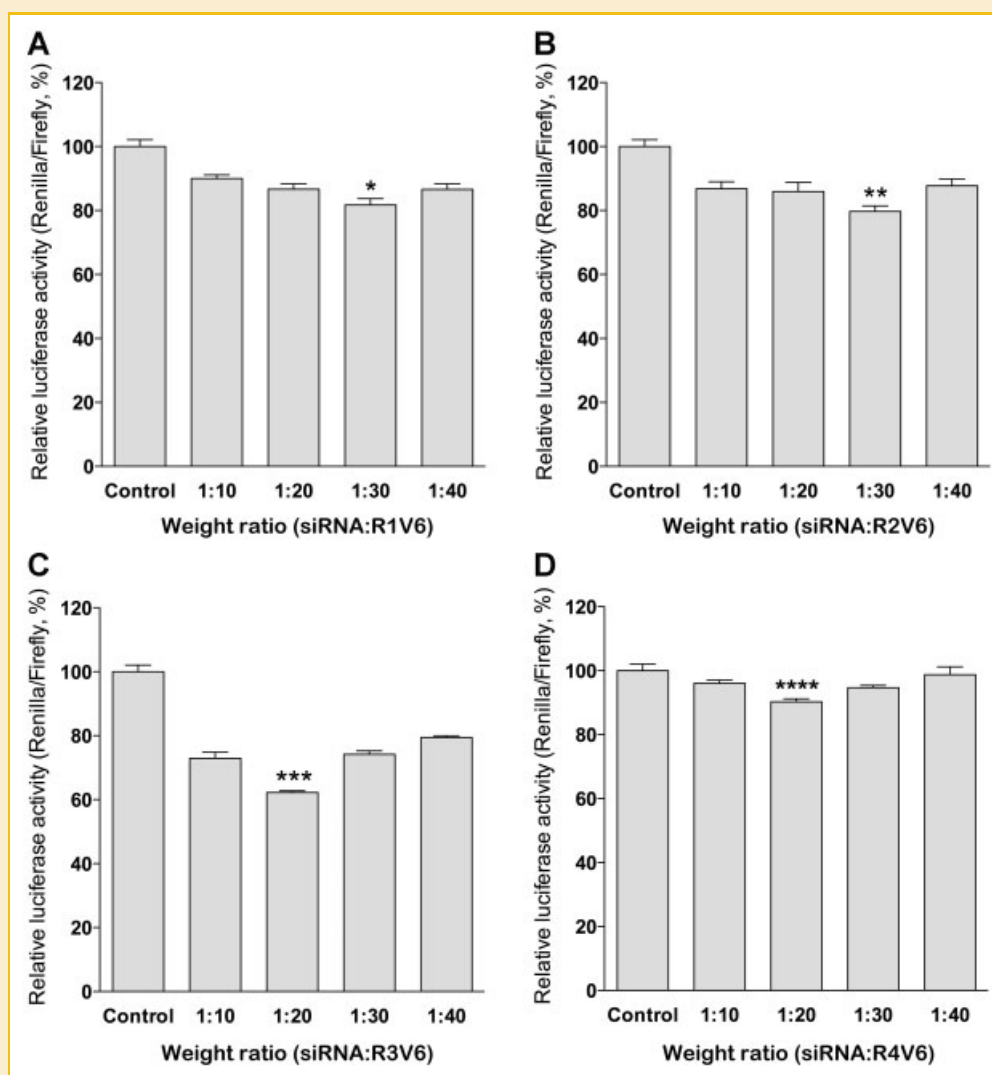 A
Relative luciferase activity (Renilla/Firefly, %)
120
100
80
60
40
20
0
*
Control 1:10 1:20 1:30 1:40
Weight ratio (siRNA:R1V6)
B
Relative luciferase activity (Renilla/Firefly, %)
120
100
80
60
40
20
0
**
Control 1:10 1:20 1:30 1:40
Weight ratio (siRNA:R2V6)
C
Relative luciferase activity (Renilla/Firefly, %)
120
100
80
60
40
20
0
***
Control 1:10 1:20 1:30 1:40
Weight ratio (siRNA:R3V6)
D
Relative luciferase activity (Renilla/Firefly, %)
120
100
80
60
40
20
0
****
Control 1:10 1:20 1:30 1:40
Weight ratio (siRNA:R4V6)